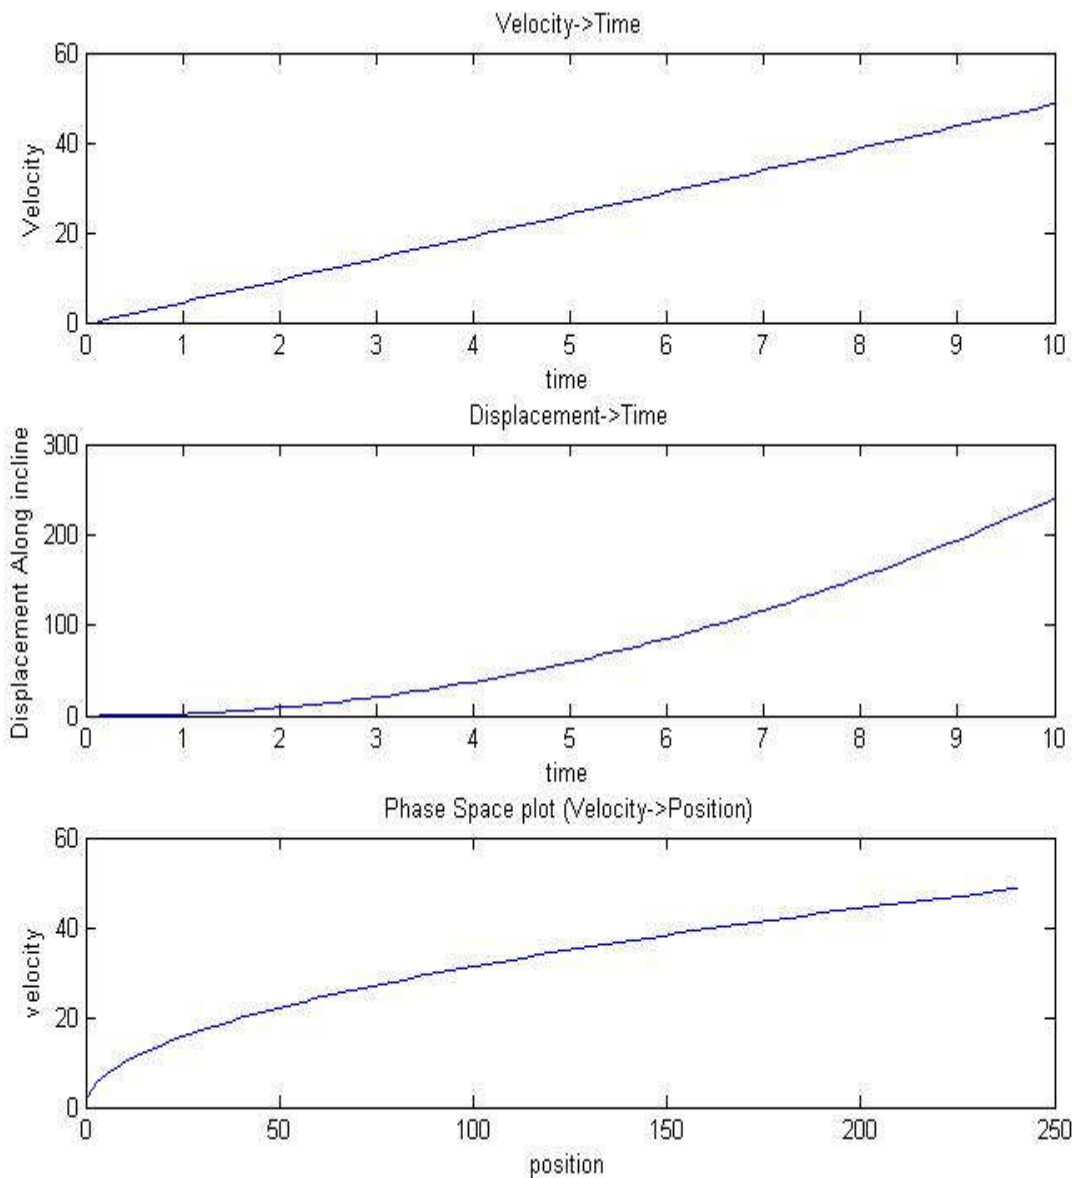 Velocity->Time
60
40
20
0
Velocity
0 1 2 3 4 5 6 7 8 9 10
time
Displacement->Time
300
200
100
0
Displacement Along incline
0 1 2 3 4 5 6 7 8 9 10
time
Phase Space plot (Velocity->Position)
60
40
20
0
velocity
0 50 100 150 200 250
position